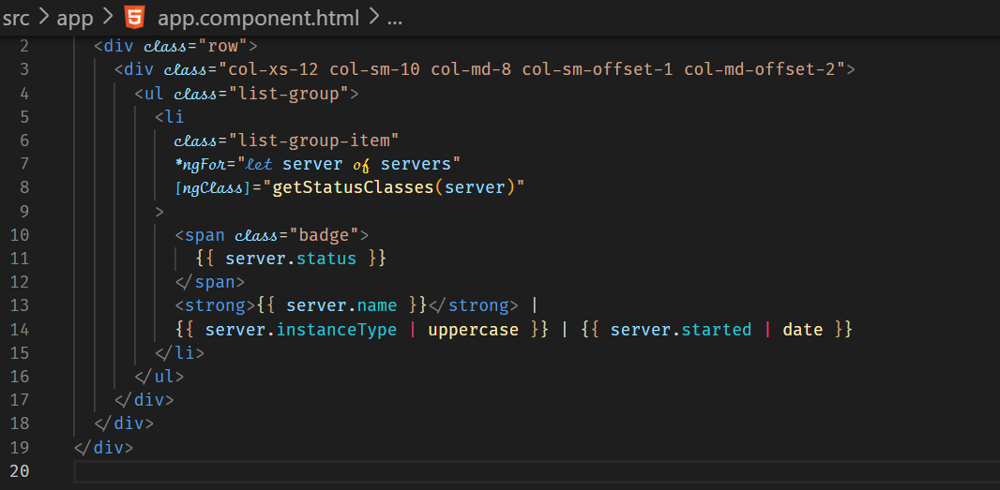 src > app > app.component.html > ...
2 <div class="row">
3 <div class="col-xs-12 col-sm-10 col-md-8 col-sm-offset-1 col-md-offset-2">
4 <ul class="list-group">
5 <li
6 class="list-group-item"
7 *ngFor="let server of servers"
8 [ngClass]="getStatusClasses(server)"
9 >
10 <span class="badge">
11 {{ server.status }}
12 </span>
13 <strong>{{ server.name }}</strong> |
14 {{ server.instanceType | uppercase }} | {{ server.started | date }}
15 </li>
16 </ul>
17 </div>
18 </div>
19 </div>
20